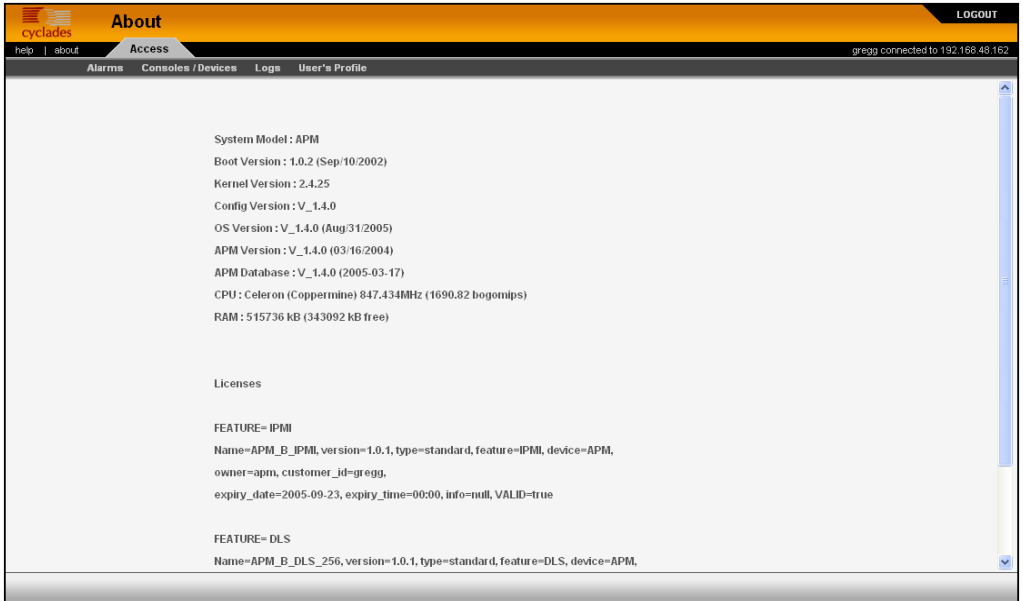 cyclades
About
LOGOUT
help | about
Access
gregg connected to 192.168.48.162
Alarms Consoles / Devices Logs User's Profile
System Model : APM
Boot Version : 1.0.2 (Sep/10/2002)
Kernel Version : 2.4.25
Config Version : V_1.4.0
OS Version : V_1.4.0 (Aug/31/2005)
APM Version : V_1.4.0 (03/16/2004)
APM Database : V_1.4.0 (2005-03-17)
CPU : Celeron (Coppermine) 847.434MHz (1690.82 bogomips)
RAM : 515736 kB (343092 kB free)
Licenses
FEATURE= IPMI
Name=APM_B_IPMI, version=1.0.1, type=standard, feature=IPMI, device=APM,
owner=apm, customer_id=gregg,
expiry_date=2005-09-23, expiry_time=00:00, info=null, VALID=true
FEATURE= DLS
Name=APM_B_DLS_256, version=1.0.1, type=standard, feature=DLS, device=APM,